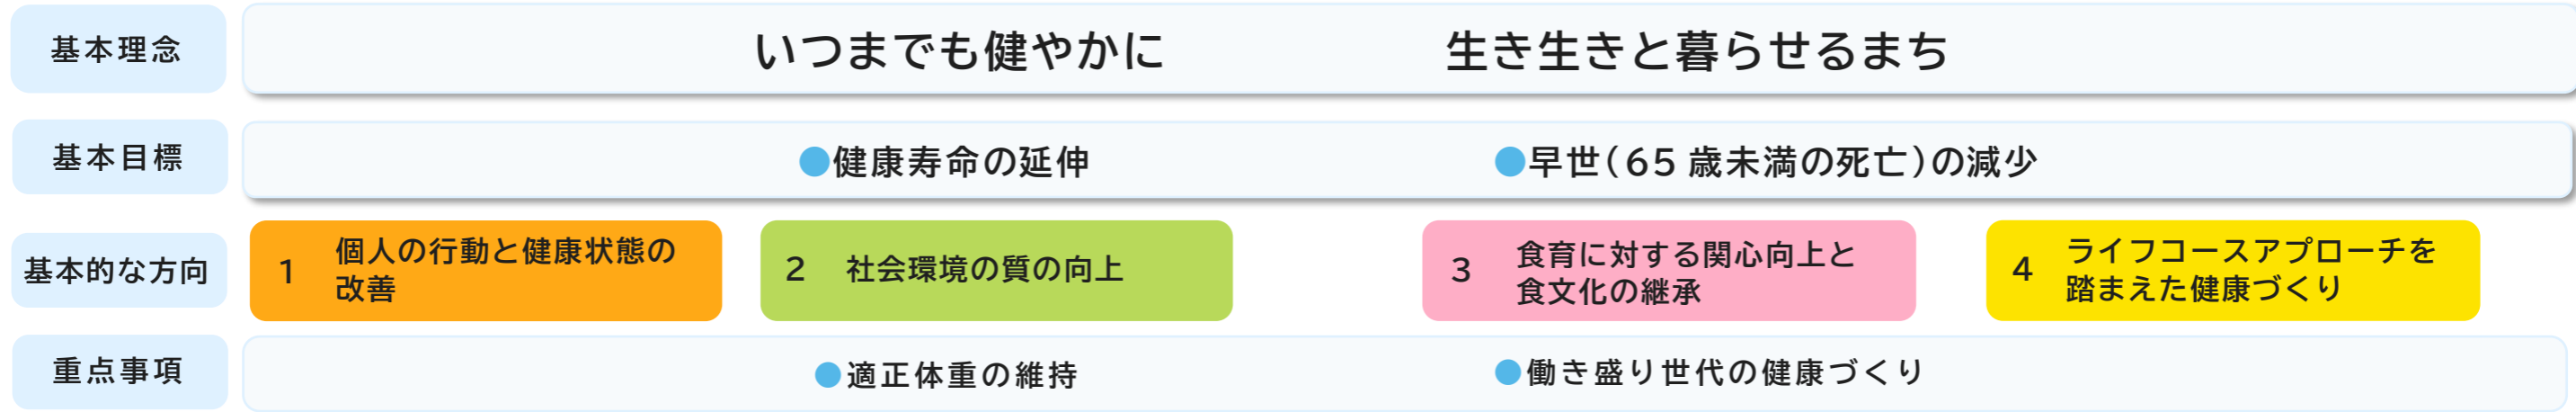 基本理念
いつまでも健やかに 生き生きと暮らせるまち
基本目標
●健康寿命の延伸 ●早世（65歳未満の死亡）の減少
基本的な方向
1 個人の行動と健康状態の
改善
2 社会環境の質の向上
3 食育に対する関心向上と
食文化の継承
4 ライフコースアプローチを
踏まえた健康づくり
重点事項
●適正体重の維持 ●働き盛り世代の健康づくり